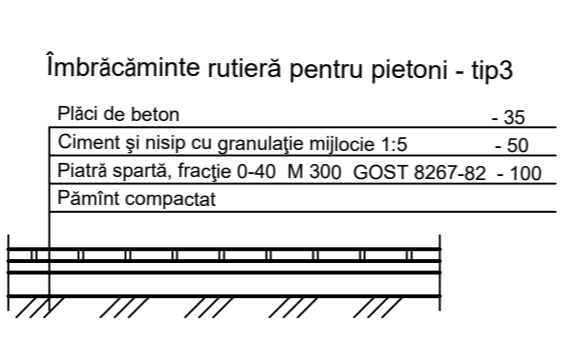 Îmbrăcăminte rutieră pentru pietoni - tip3
Plăci de beton - 35
Ciment şi nisip cu granulaţie mijlocie 1:5 - 50
Piatră spartă, fracţie 0-40 M 300 GOST 8267-82 - 100
Pămînt compactat